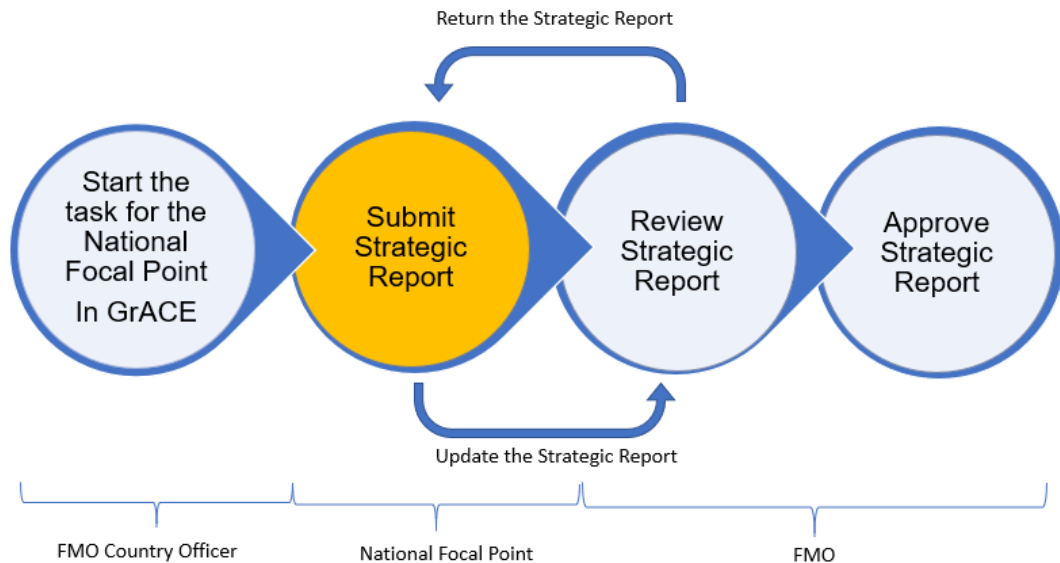 Return the Strategic Report
Start the
task for the
National
Focal Point
In GrACE
Submit
Strategic
Report
Review
Strategic
Report
Approve
Strategic
Report
Update the Strategic Report
FMO Country Officer
National Focal Point
FMO